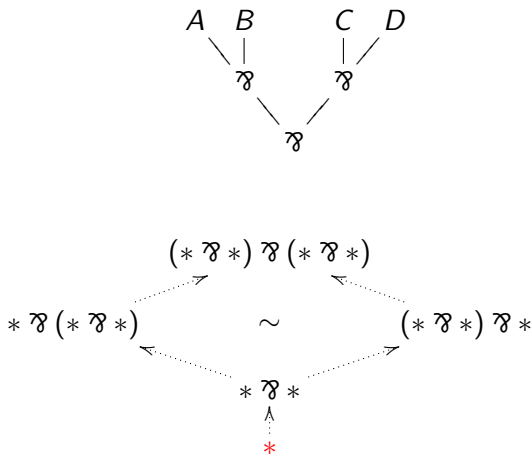 A B C D
⅋ ⅋
⅋
(∗ ⅋ ∗) ⅋ (∗ ⅋ ∗)
∗ ⅋ (∗ ⅋ ∗) ∼ (∗ ⅋ ∗) ⅋ ∗
∗ ⅋ ∗
∗